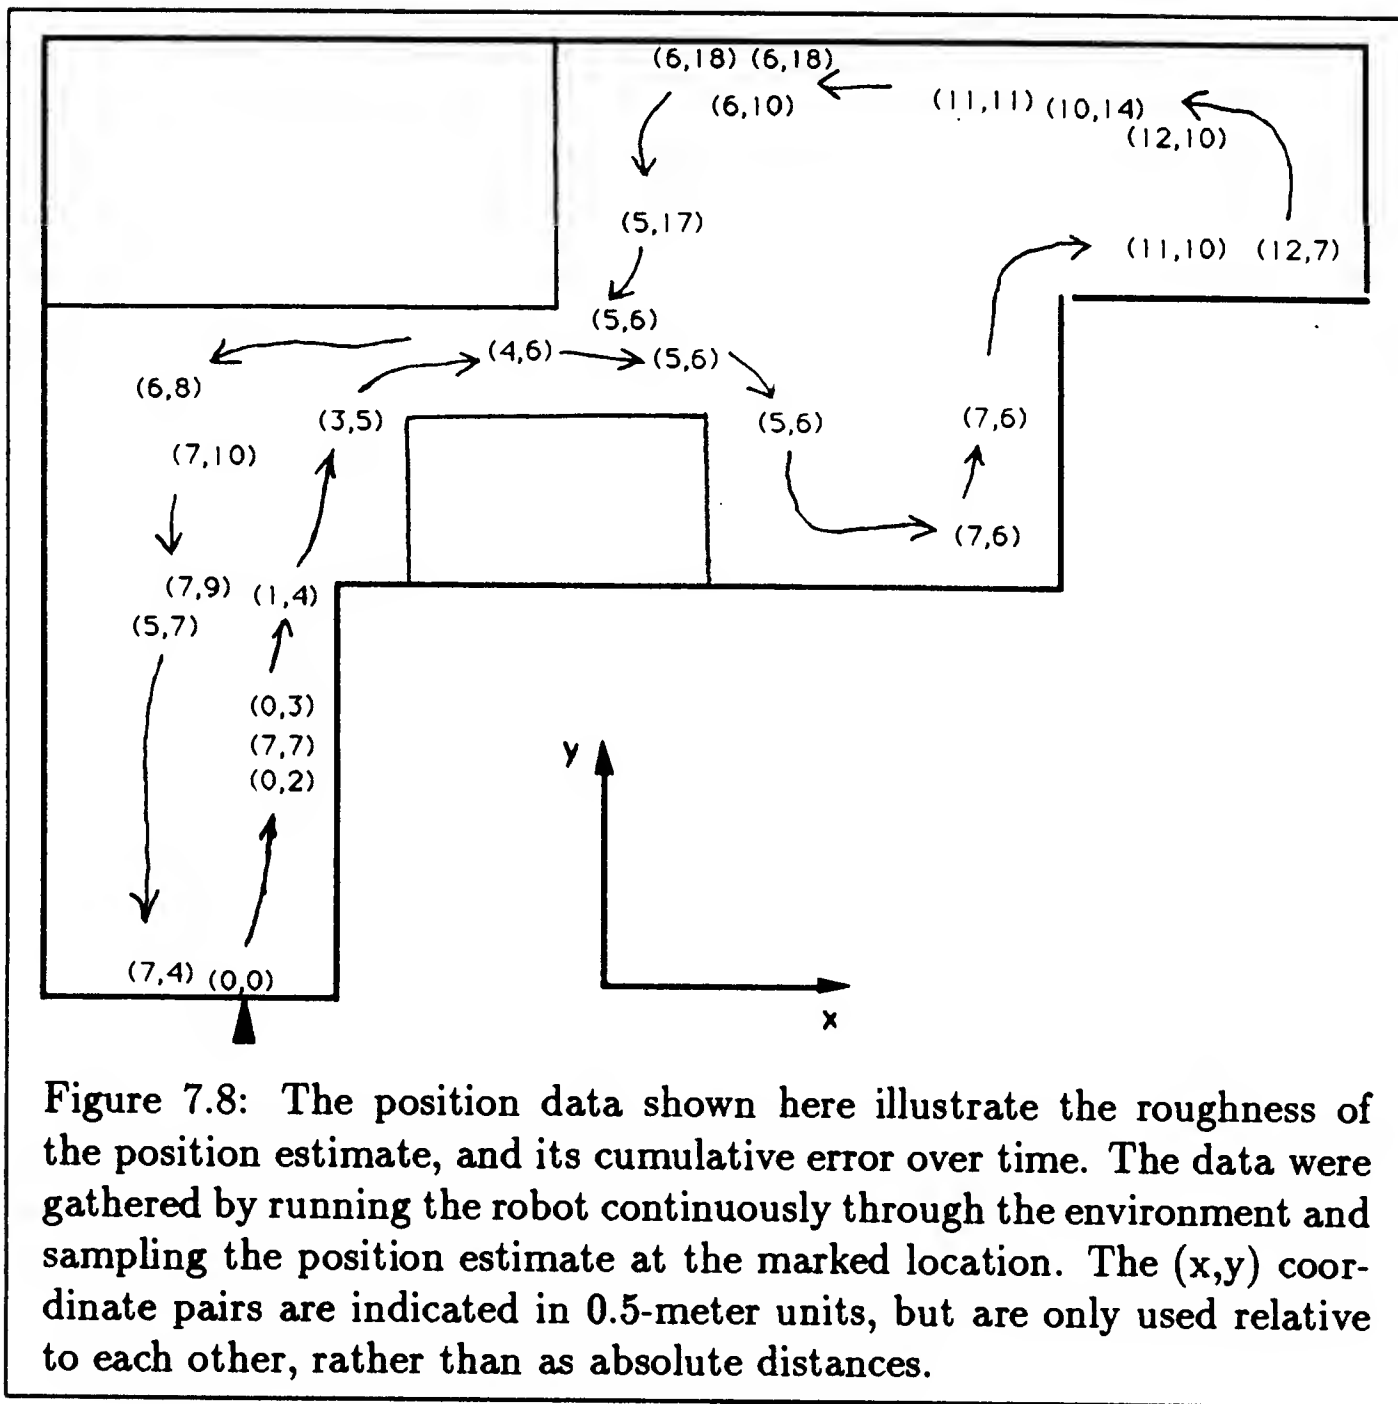 (6,18) (6,18)
(6,10)
(11,11) (10,14)
(12,10)
(5,17)
(11,10) (12,7)
(5,6)
(4,6) (5,6)
(6,8)
(3,5) (5,6) (7,6)
(7,10)
(7,6)
(7,9) (1,4)
(5,7)
(0,3)
(7,7)
(0,2)
y
(7,4) (0,0)
x
Figure 7.8: The position data shown here illustrate the roughness of
the position estimate, and its cumulative error over time. The data were
gathered by running the robot continuously through the environment and
sampling the position estimate at the marked location. The (x,y) coor-
dinate pairs are indicated in 0.5-meter units, but are only used relative
to each other, rather than as absolute distances.